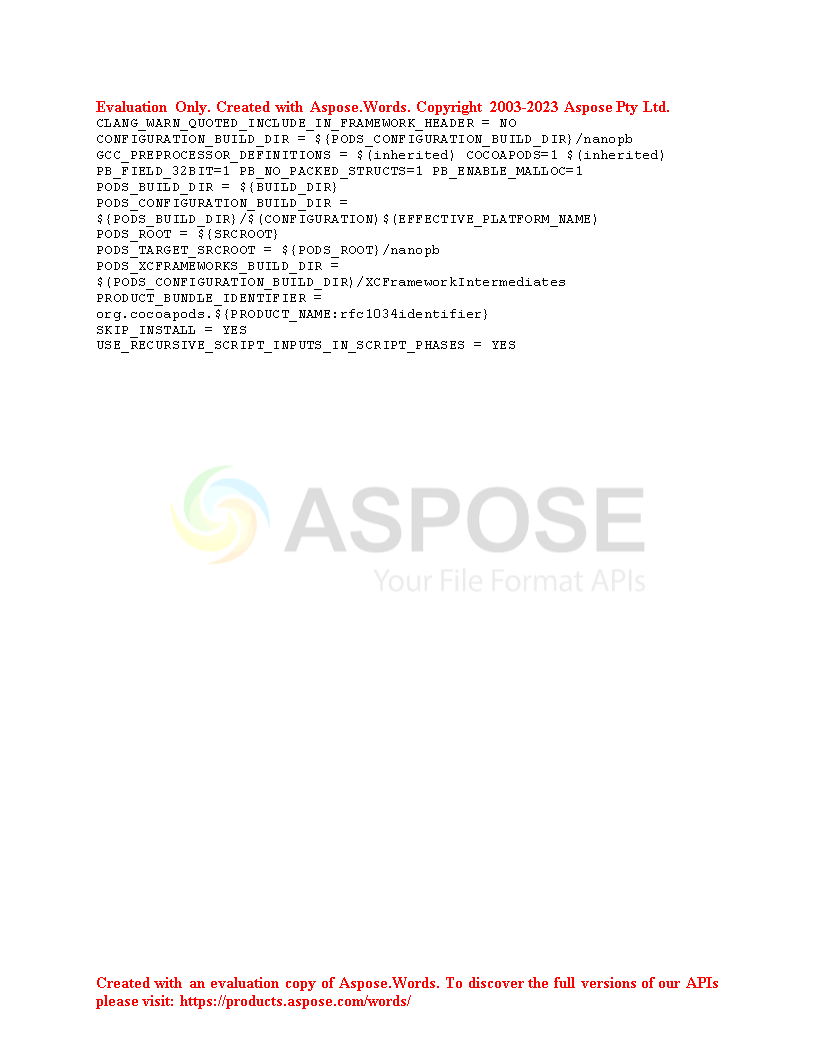 Evaluation Only. Created with Aspose.Words. Copyright 2003-2023 Aspose Pty Ltd.
CLANG_WARN_QUOTED_INCLUDE_IN_FRAMEWORK_HEADER = NO
CONFIGURATION_BUILD_DIR = ${PODS_CONFIGURATION_BUILD_DIR}/nanopb
GCC_PREPROCESSOR_DEFINITIONS = $(inherited) COCOAPODS=1 $(inherited)
PB_FIELD_32BIT=1 PB_NO_PACKED_STRUCTS=1 PB_ENABLE_MALLOC=1
PODS_BUILD_DIR = ${BUILD_DIR}
PODS_CONFIGURATION_BUILD_DIR =
${PODS_BUILD_DIR}/$(CONFIGURATION)$(EFFECTIVE_PLATFORM_NAME)
PODS_ROOT = ${SRCROOT}
PODS_TARGET_SRCROOT = ${PODS_ROOT}/nanopb
PODS_XCFRAMEWORKS_BUILD_DIR =
$(PODS_CONFIGURATION_BUILD_DIR)/XCFrameworkIntermediates
PRODUCT_BUNDLE_IDENTIFIER =
org.cocoapods.${PRODUCT_NAME:rfc1034identifier}
SKIP_INSTALL = YES
USE_RECURSIVE_SCRIPT_INPUTS_IN_SCRIPT_PHASES = YES
ASPOSE
Your File Format APIs
Created with an evaluation copy of Aspose.Words. To discover the full versions of our APIs
please visit: https://products.aspose.com/words/